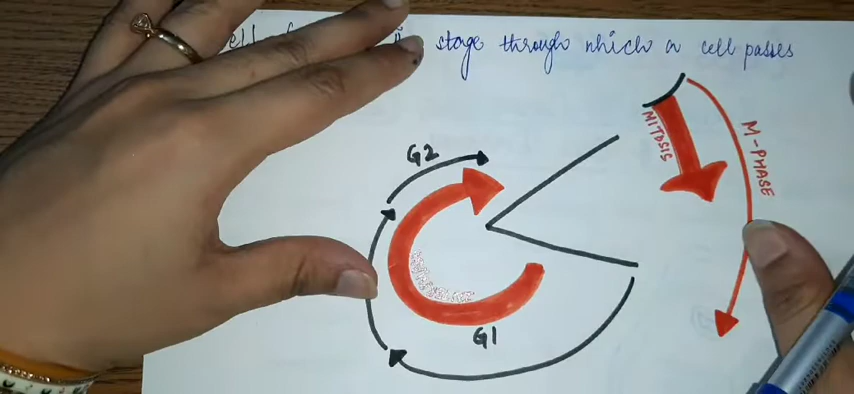 stage through which a cell passes
MITOSIS
M-PHASE
G2
G1